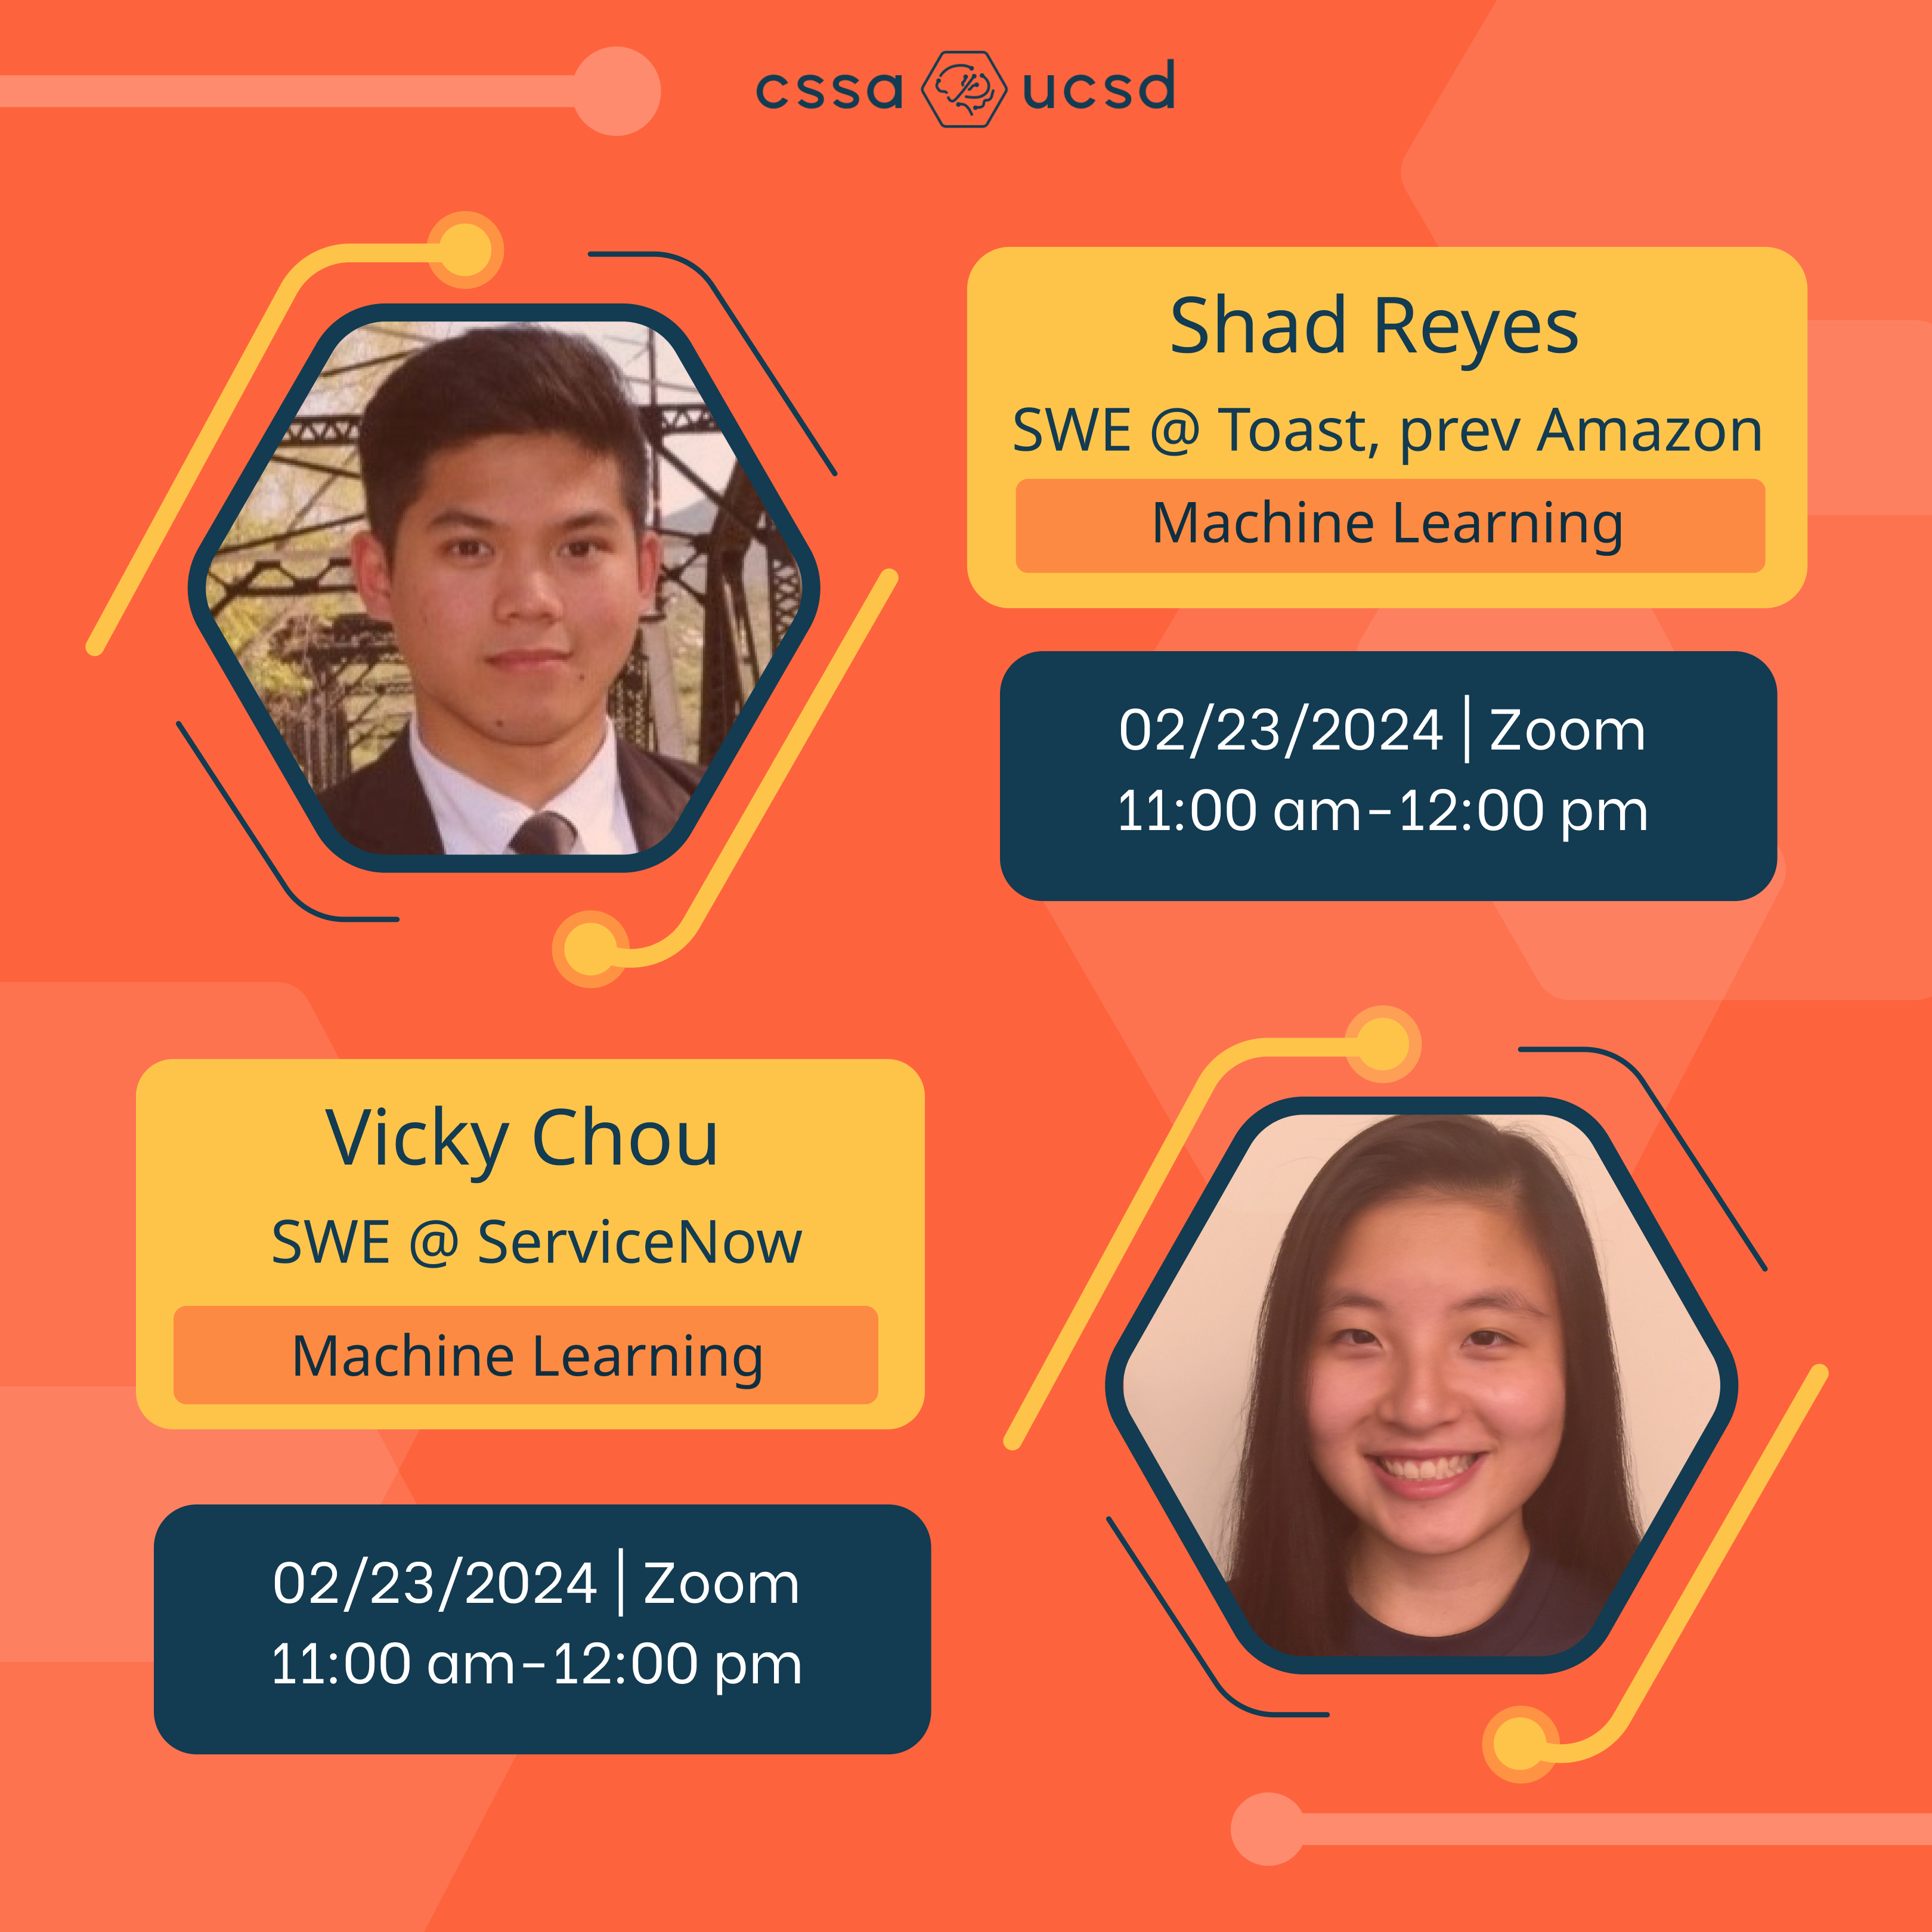 cssa ucsd
Shad Reyes
SWE @ Toast, prev Amazon
Machine Learning
02/23/2024 | Zoom
11:00 am-12:00 pm
Vicky Chou
SWE @ ServiceNow
Machine Learning
02/23/2024 | Zoom
11:00 am-12:00 pm